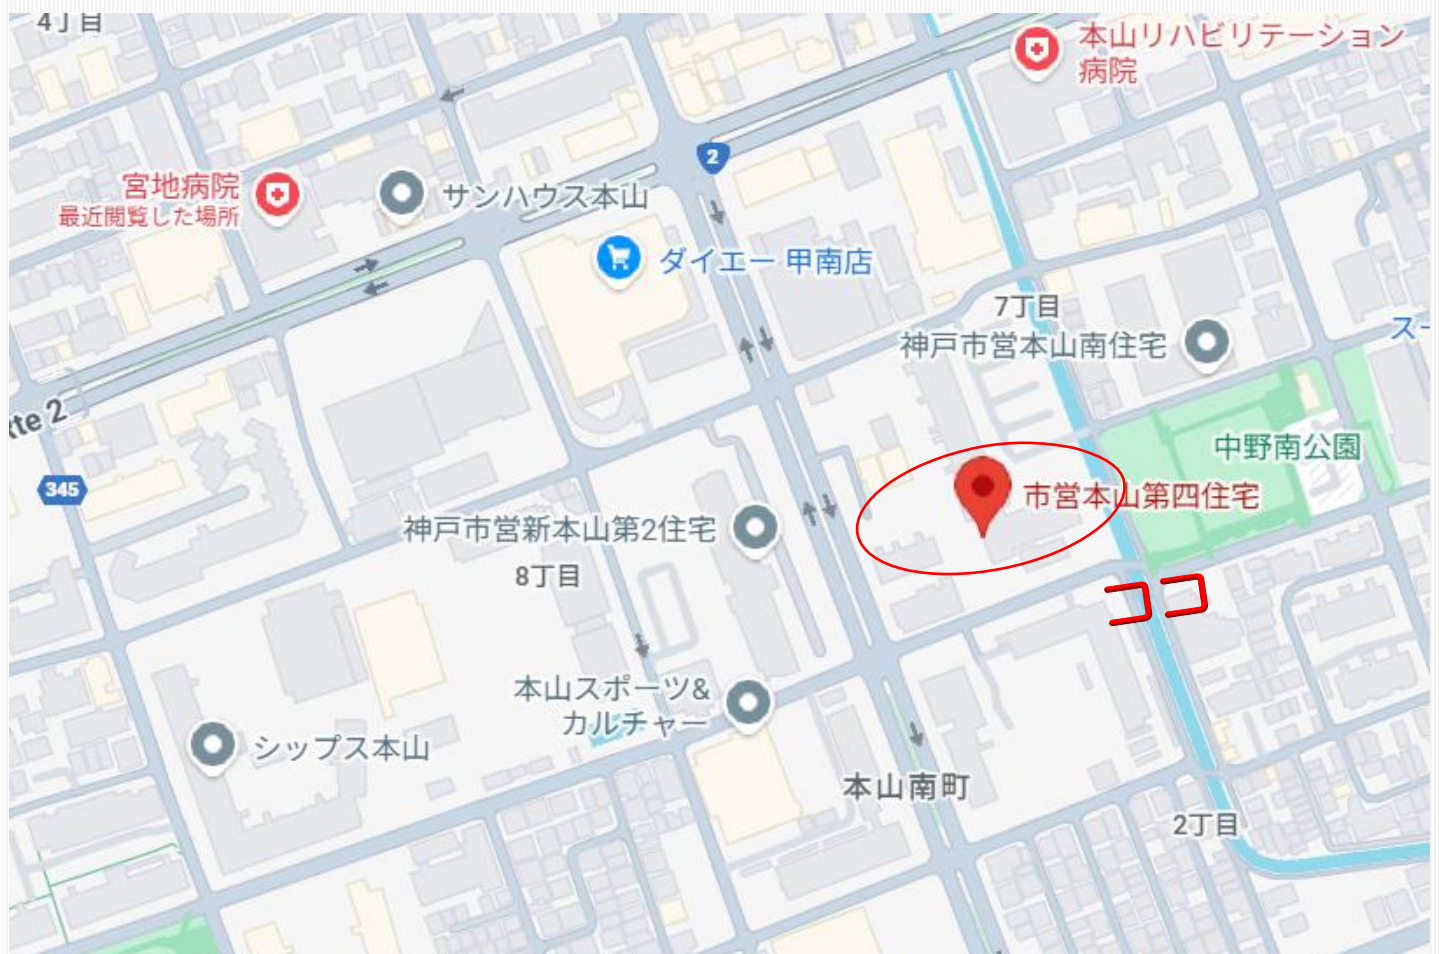 4丁目
本山リハビリテーション
病院
2
宮地病院
最近閲覧した場所
サンハウス本山
ダイエー 甲南店
7丁目
神戸市営本山南住宅
スー
te 2
中野南公園
345
市営本山第四住宅
神戸市営新本山第2住宅
8丁目
本山スポーツ&
カルチャー
シップス本山
本山南町
2丁目